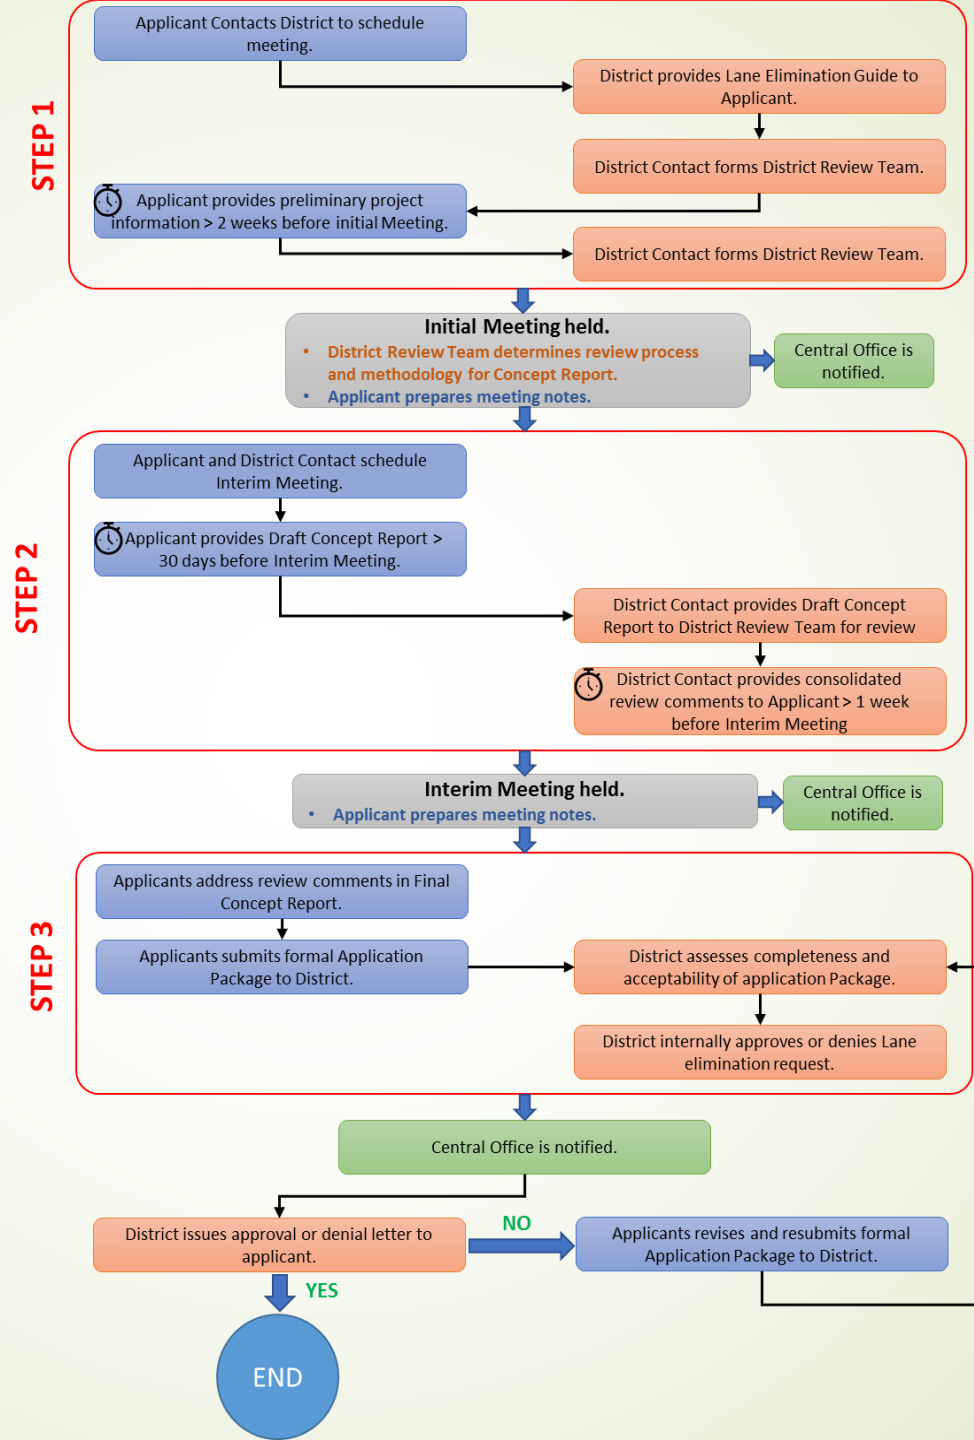 STEP 1
Applicant Contacts District to schedule
meeting.
District provides Lane Elimination Guide to
Applicant.
District Contact forms District Review Team.
Applicant provides preliminary project
information > 2 weeks before initial Meeting.
District Contact forms District Review Team.
Initial Meeting held.
• District Review Team determines review process
and methodology for Concept Report.
• Applicant prepares meeting notes.
Central Office is
notified.
STEP 2
Applicant and District Contact schedule
Interim Meeting.
Applicant provides Draft Concept Report >
30 days before Interim Meeting.
District Contact provides Draft Concept
Report to District Review Team for review
District Contact provides consolidated
review comments to Applicant > 1 week
before Interim Meeting
Interim Meeting held.
• Applicant prepares meeting notes.
Central Office is
notified.
STEP 3
Applicants address review comments in Final
Concept Report.
Applicants submits formal Application
Package to District.
District assesses completeness and
acceptability of application Package.
District internally approves or denies Lane
elimination request.
Central Office is notified.
District issues approval or denial letter to
applicant.
NO
Applicants revises and resubmits formal
Application Package to District.
YES
END